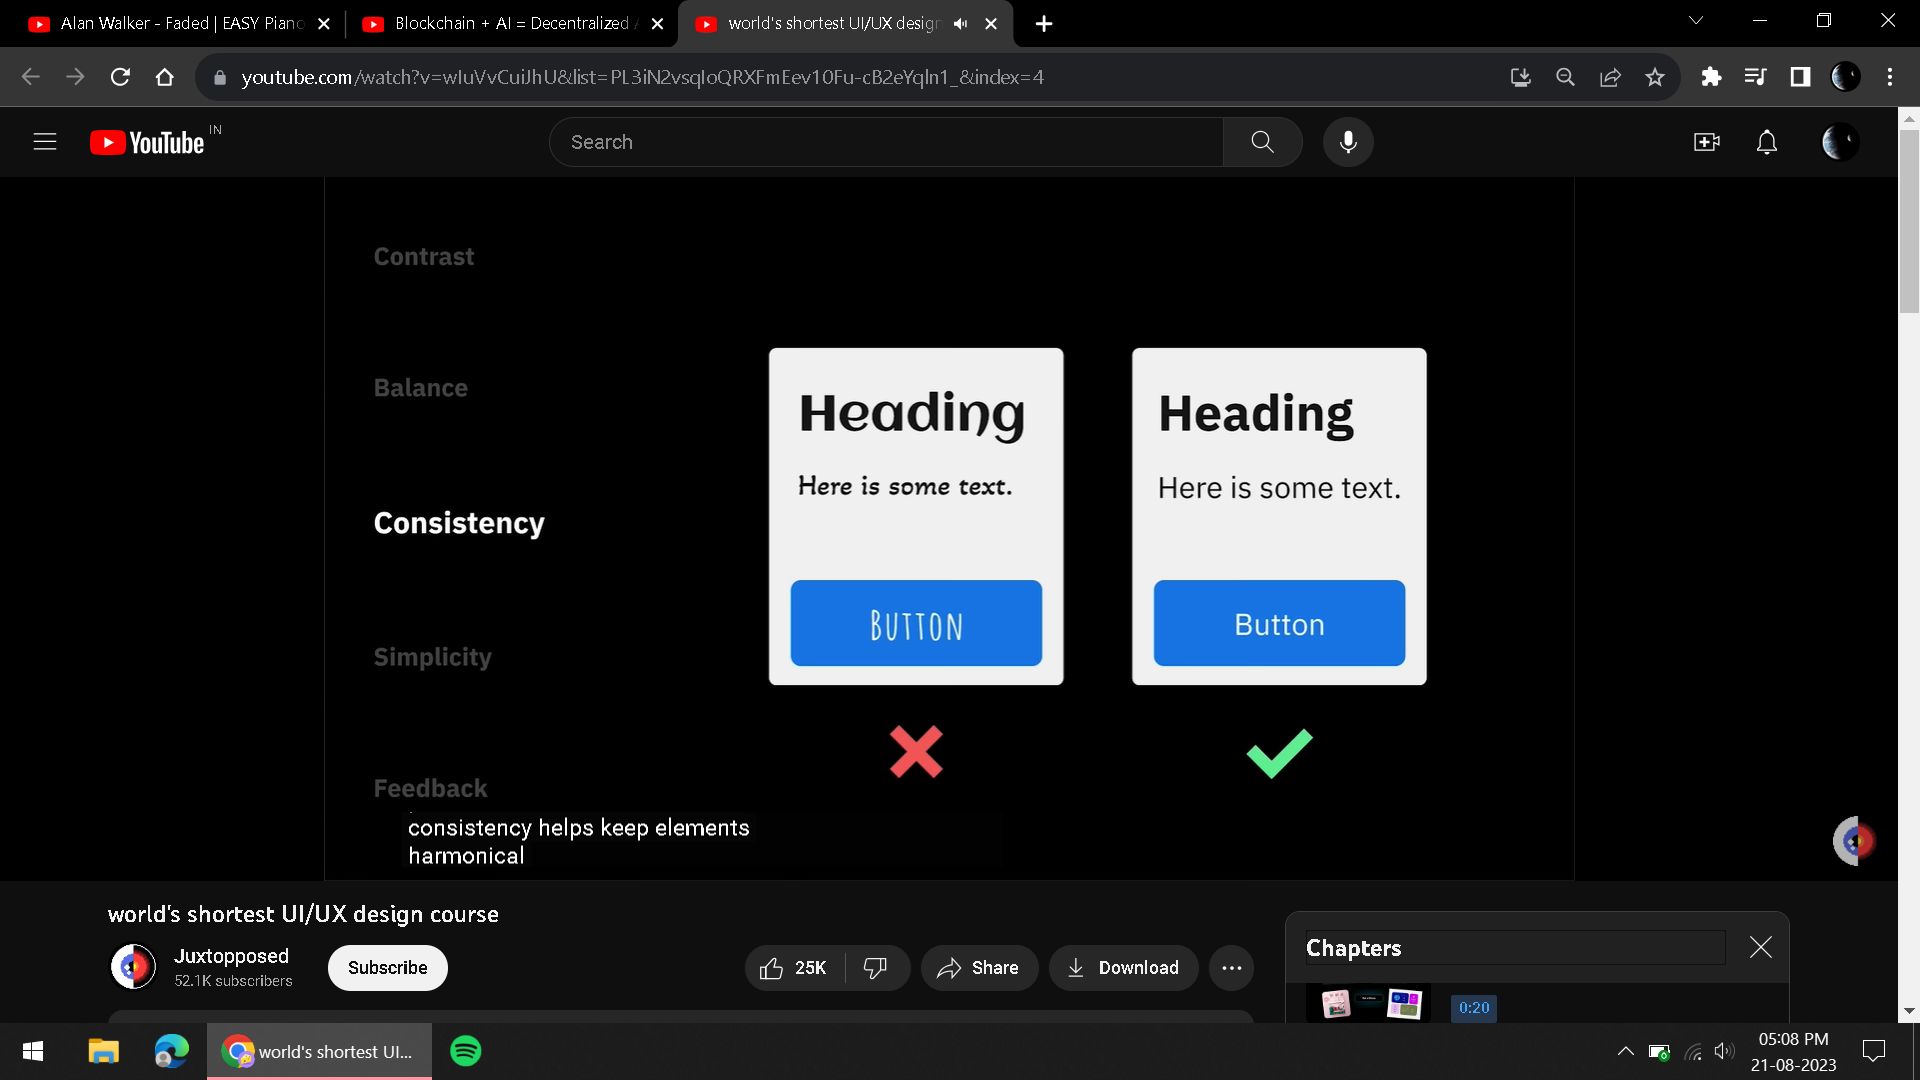 Alan Walker - Faded | EASY Piano
Blockchain + AI = Decentralized
world's shortest UI/UX design
youtube.com/watch?v=wIuVvCuiJhU&list=PL3iN2vsqIoQRXFmEev10Fu-cB2eYqln1_&index=4
YouTube IN
Search
Contrast
Balance
Consistency
Simplicity
Feedback
Heading
Here is some text.
Button
Heading
Here is some text.
Button
consistency helps keep elements
harmonical
world's shortest UI/UX design course
Juxtopposed
52.1K subscribers
Subscribe
25K
Share
Download
Chapters
0:20
world's shortest UI...
05:08 PM
21-08-2023